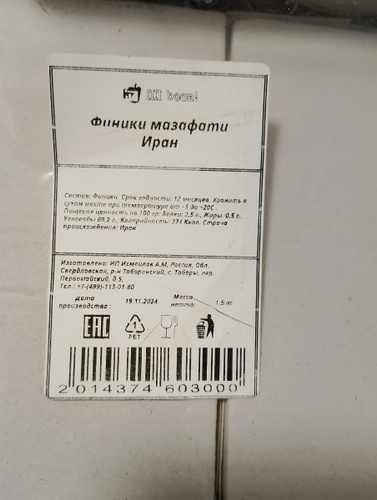 boom!
Финики мазафати
Иран
Состав: Финики. Срок годности: 12 месяцев. Хранить в
сухом месте при температуре от +5 до -20С.
Пищевая ценность на 100 гр: Белки: 2,5 г., Жиры: 0,5 г.,
Углеводы 69,2 г., Калорийность: 274 Ккал. Страна
происхождения: Иран
Изготовлено: ИП Исмеилов А.М, Россия, Обл.
Свердловская, р-н Таборинский, с. Таборы, пер.
Первомайский, д.5,
Тел.: +7-(499)-113-01-80
дата
производства :
19.11.2024
Масса
нетто:
1,5 кг
EAC
1
PET
2 014374 603000